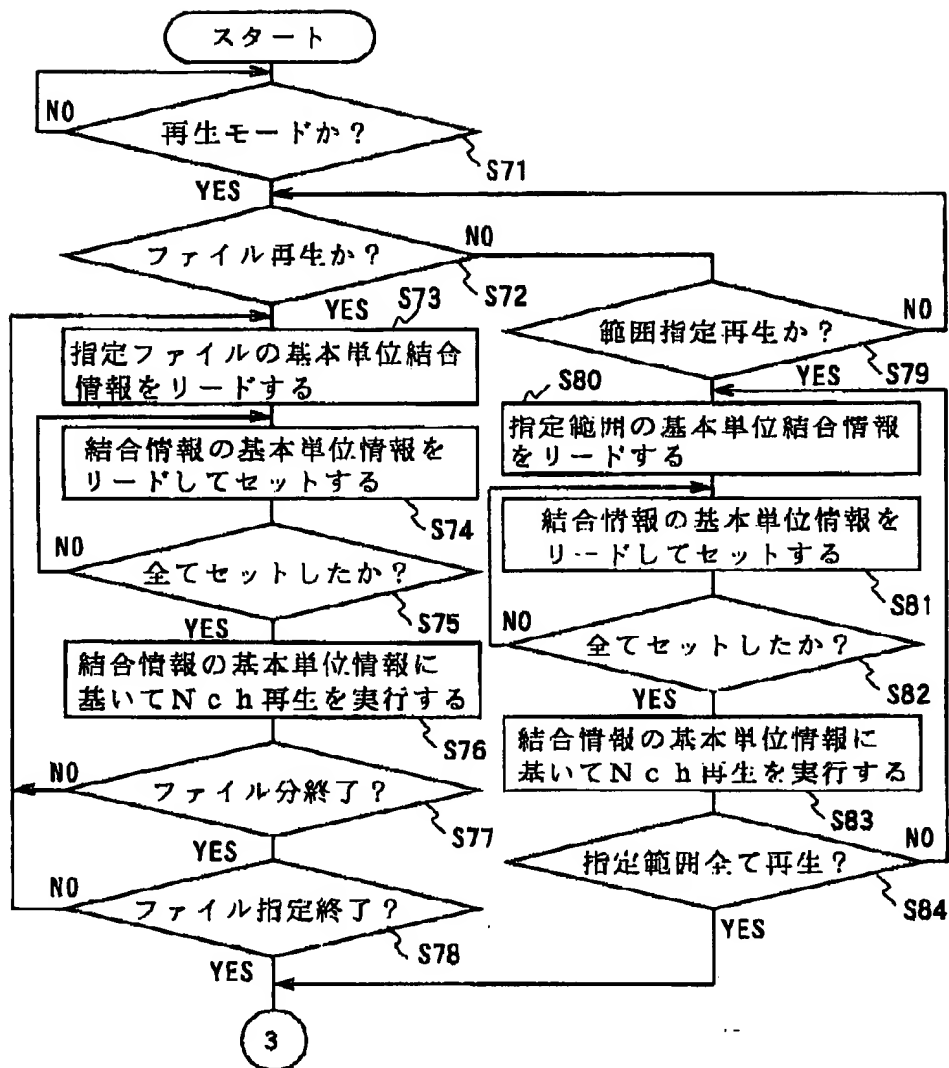 スタート
NO
再生モードか?
S71
YES
ファイル再生か?
NO
S72
YES
S73
指定ファイルの基本単位結合
情報をリードする
結合情報の基本単位情報を
リードしてセットする
S74
NO
全てセットしたか?
S75
YES
結合情報の基本単位情報に
基いてNch再生を実行する
S76
NO
ファイル分終了?
S77
YES
NO
ファイル指定終了?
S78
YES
3
範囲指定再生か?
NO
S79
YES
S80
指定範囲の基本単位結合情報
をリードする
結合情報の基本単位情報を
リードしてセットする
S81
NO
全てセットしたか?
S82
YES
結合情報の基本単位情報に
基いてNch再生を実行する
S83
NO
指定範囲全て再生?
S84
YES